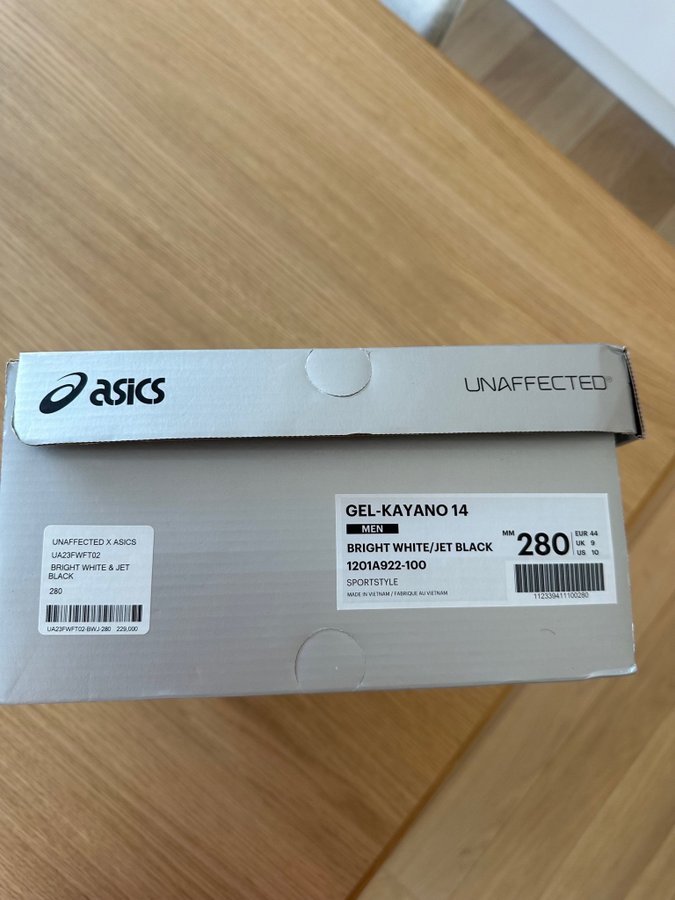 asics
UNAFFECTED®
UNAFFECTED X ASICS
UA23FWFT02
BRIGHT WHITE & JET
BLACK
280
UA23FWFT02-BWJ-280 229,000
GEL-KAYANO 14
MEN
BRIGHT WHITE/JET BLACK
1201A922-100
SPORTSTYLE
MADE IN VIETNAM / FABRIQUE AU VIETNAM
MM 280
EUR 44
UK 9
US 10
112339411100280